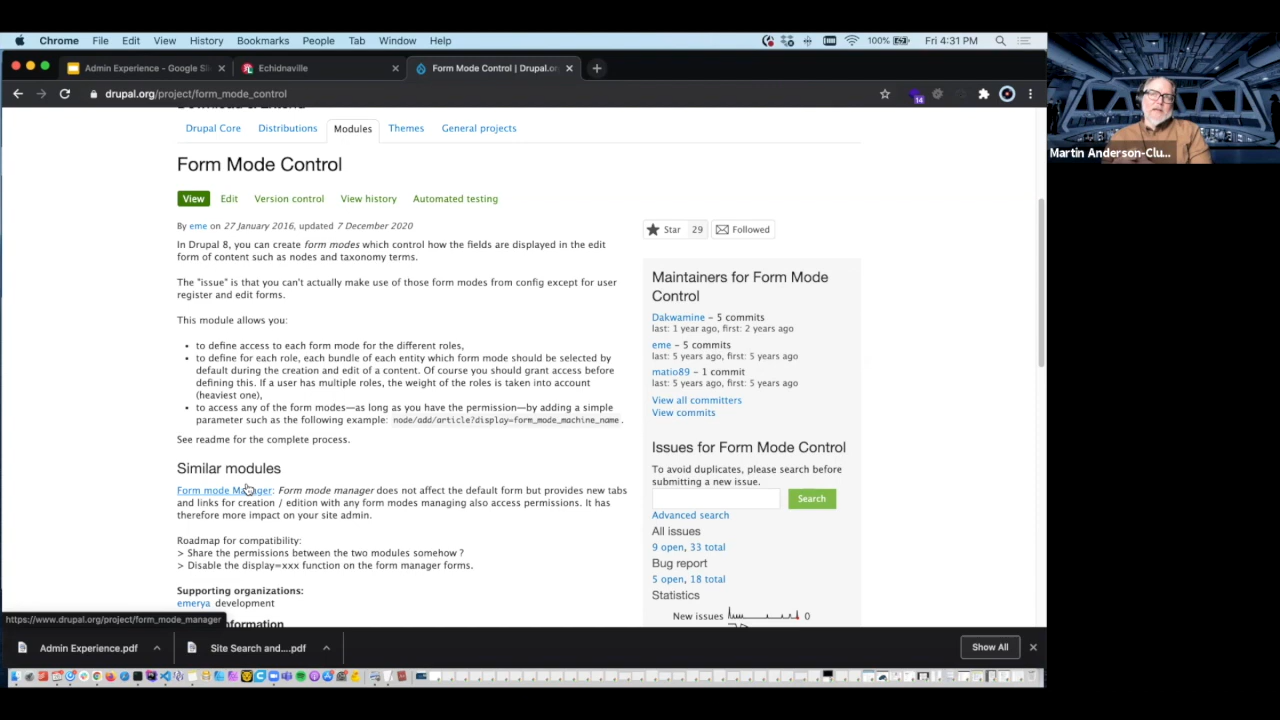 Chrome File Edit View History Bookmarks People Tab Window Help 100% Fri 4:31 PM
Admin Experience - Google Sli
Echidnaville
Form Mode Control | Drupal.or
drupal.org/project/form_mode_control
14
Drupal Core Distributions Modules Themes General projects
Martin Anderson-Clu...
Form Mode Control
View Edit Version control View history Automated testing
By eme on 27 January 2016, updated 7 December 2020
In Drupal 8, you can create form modes which control how the fields are displayed in the edit
form of content such as nodes and taxonomy terms.
The "issue" is that you can't actually make use of those form modes from config except for user
register and edit forms.
This module allows you:
• to define access to each form mode for the different roles,
• to define for each role, each bundle of each entity which form mode should be selected by
default during the creation and edit of a content. Of course you should grant access before
defining this. If a user has multiple roles, the weight of the roles is taken into account
(heaviest one),
• to access any of the form modes—as long as you have the permission—by adding a simple
parameter such as the following example: node/add/article?display=form_mode_machine_name.
See readme for the complete process.
Similar modules
Form mode Manager: Form mode manager does not affect the default form but provides new tabs
and links for creation / edition with any form modes managing also access permissions. It has
therefore more impact on your site admin.
Roadmap for compatibility:
> Share the permissions between the two modules somehow ?
> Disable the display=xxx function on the form manager forms.
Supporting organizations:
emerya development
Star 29 Followed
Maintainers for Form Mode
Control
Dakwamine – 5 commits
last: 1 year ago, first: 2 years ago
eme – 5 commits
last: 5 years ago, first: 5 years ago
matio89 – 1 commit
last: 5 years ago, first: 5 years ago
View all committers
View commits
Issues for Form Mode Control
To avoid duplicates, please search before
submitting a new issue.
Search
Advanced search
All issues
9 open, 33 total
Bug report
5 open, 18 total
Statistics
New issues 0
https://www.drupal.org/project/form_mode_manager
Admin Experience.pdf
Site Search and....pdf
Show All